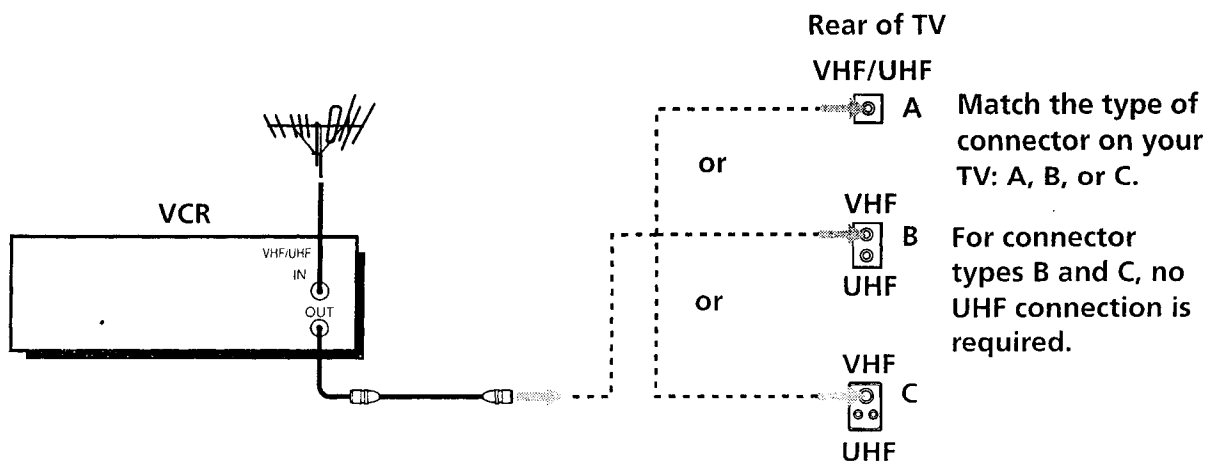 Rear of TV
VHF/UHF
A
Match the type of
connector on your
TV: A, B, or C.
or
VCR
VHF/UHF
IN
OUT
VHF
B
UHF
For connector
types B and C, no
UHF connection is
required.
or
VHF
C
UHF